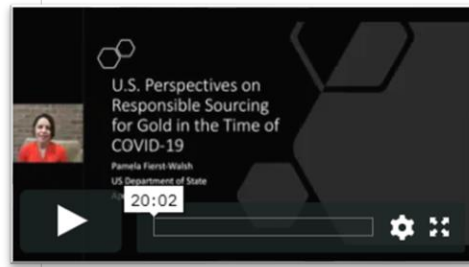 U.S. Perspectives on
Responsible Sourcing
for Gold in the Time of
COVID-19
Pamela Fierst-Walsh
US Department of State
20:02